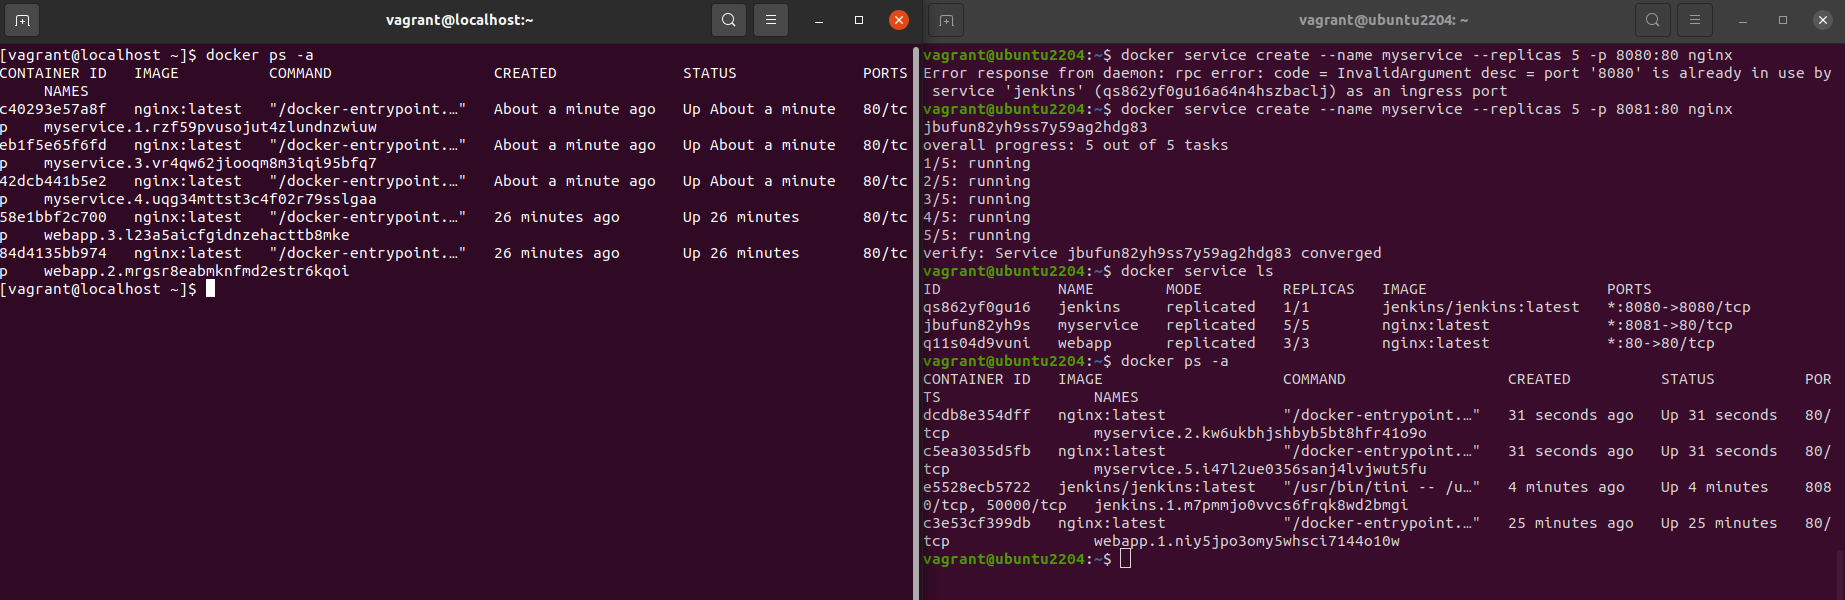 vagrant@localhost:~
[vagrant@localhost ~]$ docker ps -a
CONTAINER ID   IMAGE          COMMAND                  CREATED              STATUS              PORTS
     NAMES
c40293e57a8f   nginx:latest   "/docker-entrypoint.…"   About a minute ago   Up About a minute   80/tc
p    myservice.1.rzf59pvusojut4zlundnzwiuw
eb1f5e65f6fd   nginx:latest   "/docker-entrypoint.…"   About a minute ago   Up About a minute   80/tc
p    myservice.3.vr4qw62jiooqm8m3iqi95bfq7
42dcb441b5e2   nginx:latest   "/docker-entrypoint.…"   About a minute ago   Up About a minute   80/tc
p    myservice.4.uqg34mttst3c4f02r79sslgaa
58e1bbf2c700   nginx:latest   "/docker-entrypoint.…"   26 minutes ago       Up 26 minutes       80/tc
p    webapp.3.l23a5aicfgidnzehacttb8mke
84d4135bb974   nginx:latest   "/docker-entrypoint.…"   26 minutes ago       Up 26 minutes       80/tc
p    webapp.2.mrgsr8eabmknfmd2estr6kqoi
[vagrant@localhost ~]$
vagrant@ubuntu2204: ~
vagrant@ubuntu2204:~$ docker service create --name myservice --replicas 5 -p 8080:80 nginx
Error response from daemon: rpc error: code = InvalidArgument desc = port '8080' is already in use by
 service 'jenkins' (qs862yf0gu16a64n4hszbaclj) as an ingress port
vagrant@ubuntu2204:~$ docker service create --name myservice --replicas 5 -p 8081:80 nginx
jbufun82yh9ss7y59ag2hdg83
overall progress: 5 out of 5 tasks
1/5: running
2/5: running
3/5: running
4/5: running
5/5: running
verify: Service jbufun82yh9ss7y59ag2hdg83 converged
vagrant@ubuntu2204:~$ docker service ls
ID             NAME        MODE         REPLICAS   IMAGE                    PORTS
qs862yf0gu16   jenkins     replicated   1/1        jenkins/jenkins:latest   *:8080->8080/tcp
jbufun82yh9s   myservice   replicated   5/5        nginx:latest             *:8081->80/tcp
q11s04d9vuni   webapp      replicated   3/3        nginx:latest             *:80->80/tcp
vagrant@ubuntu2204:~$ docker ps -a
CONTAINER ID   IMAGE                    COMMAND                  CREATED          STATUS          POR
TS                 NAMES
dcdb8e354dff   nginx:latest             "/docker-entrypoint.…"   31 seconds ago   Up 31 seconds   80/
tcp                myservice.2.kw6ukbhjshbyb5bt8hfr41o9o
c5ea3035d5fb   nginx:latest             "/docker-entrypoint.…"   31 seconds ago   Up 31 seconds   80/
tcp                myservice.5.i47l2ue0356sanj4lvjwut5fu
e5528ecb5722   jenkins/jenkins:latest   "/usr/bin/tini -- /u…"   4 minutes ago    Up 4 minutes    808
0/tcp, 50000/tcp   jenkins.1.m7pmmjo0vvcs6frqk8wd2bmgi
c3e53cf399db   nginx:latest             "/docker-entrypoint.…"   25 minutes ago   Up 25 minutes   80/
tcp                webapp.1.niy5jpo3omy5whsci7144o10w
vagrant@ubuntu2204:~$